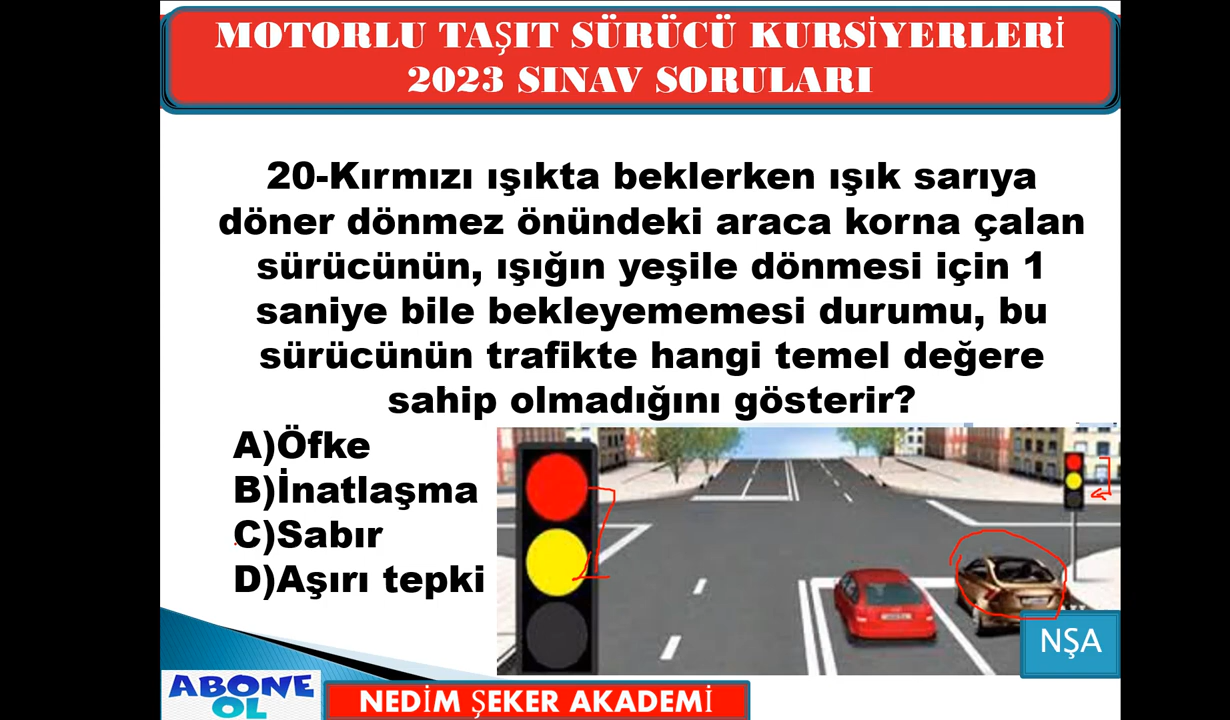 MOTORLU TAŞIT SÜRÜCÜ KURSİYERLERİ
2023 SINAV SORULARI
20-Kırmızı ışıkta beklerken ışık sarıya
döner dönmez önündeki araca korna çalan
sürücünün, ışığın yeşile dönmesi için 1
saniye bile bekleyememesi durumu, bu
sürücünün trafikte hangi temel değere
sahip olmadığını gösterir?
A)Öfke
B)İnatlaşma
C)Sabır
D)Aşırı tepki
NŞA
ABONE
OL
NEDİM ŞEKER AKADEMİ